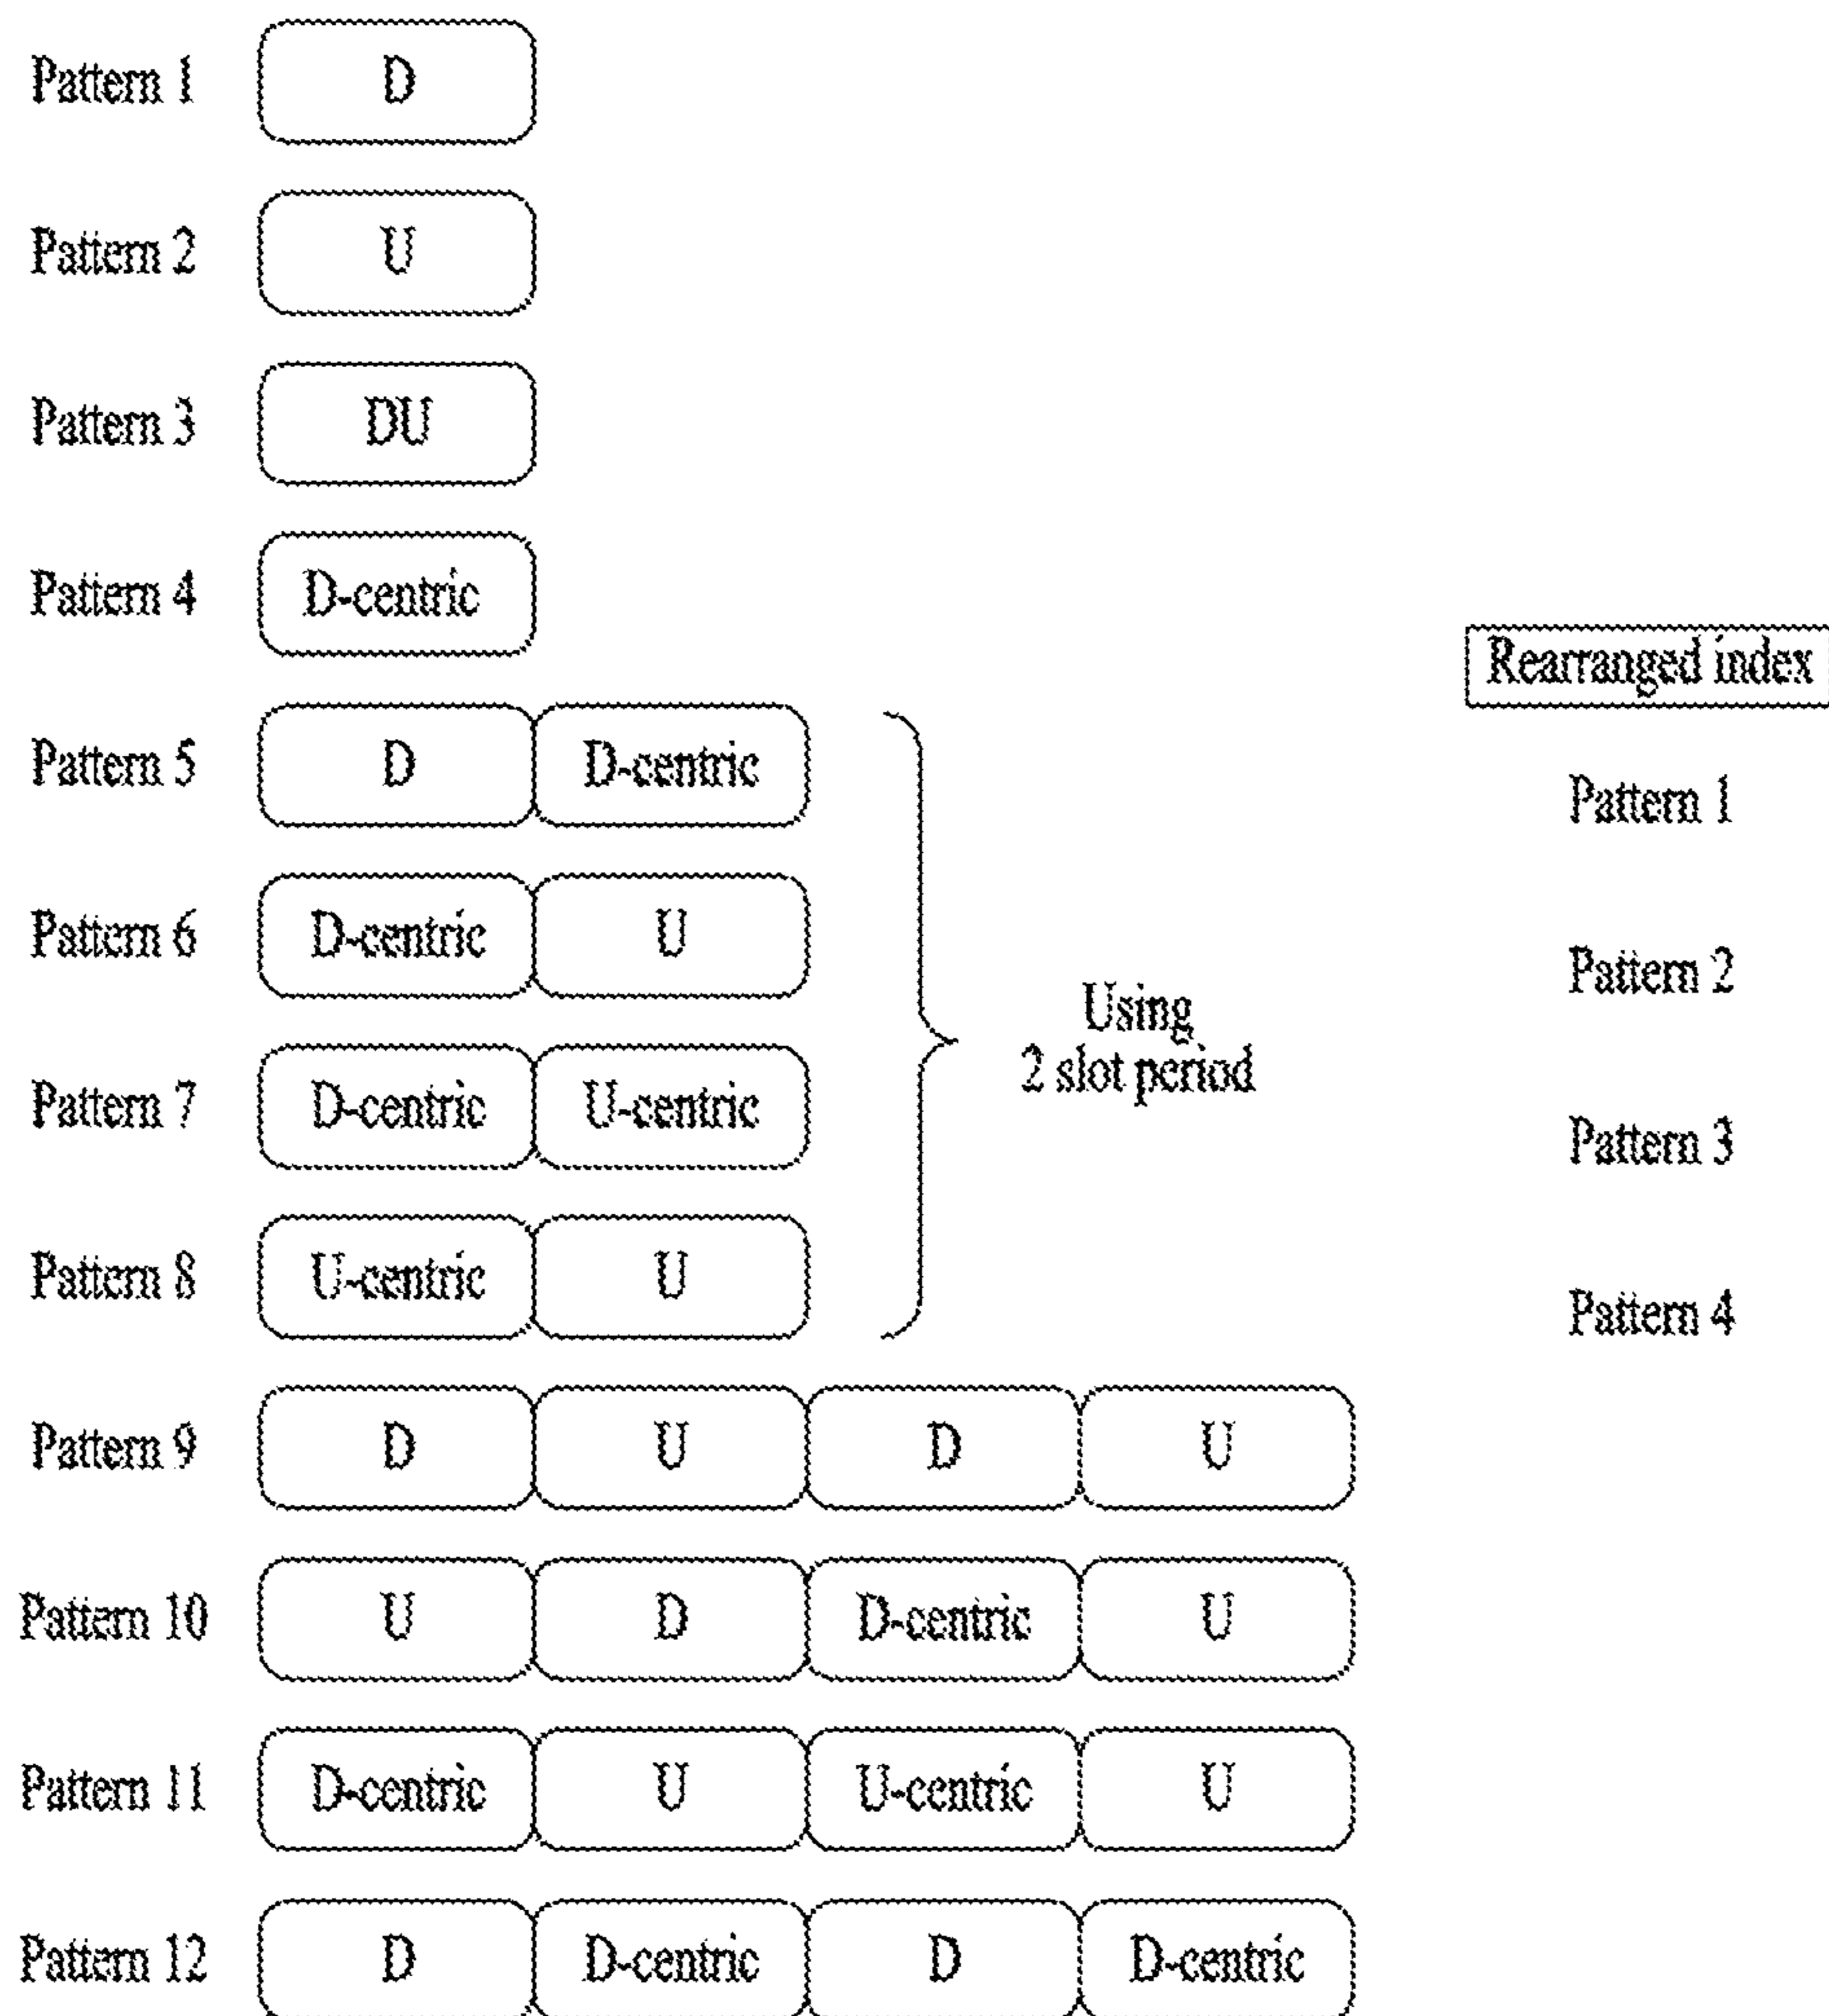 Pattern 1 D
Pattern 2 U
Pattern 3 DU
Pattern 4 D-centric
Rearranged index
Pattern 5 D D-centric
Pattern 1
Pattern 6 D-centric U
Pattern 2
Using
2 slot period
Pattern 7 D-centric U-centric
Pattern 3
Pattern 8 U-centric U
Pattern 4
Pattern 9 D U D U
Pattern 10 U D D-centric U
Pattern 11 D-centric U U-centric U
Pattern 12 D D-centric D D-centric